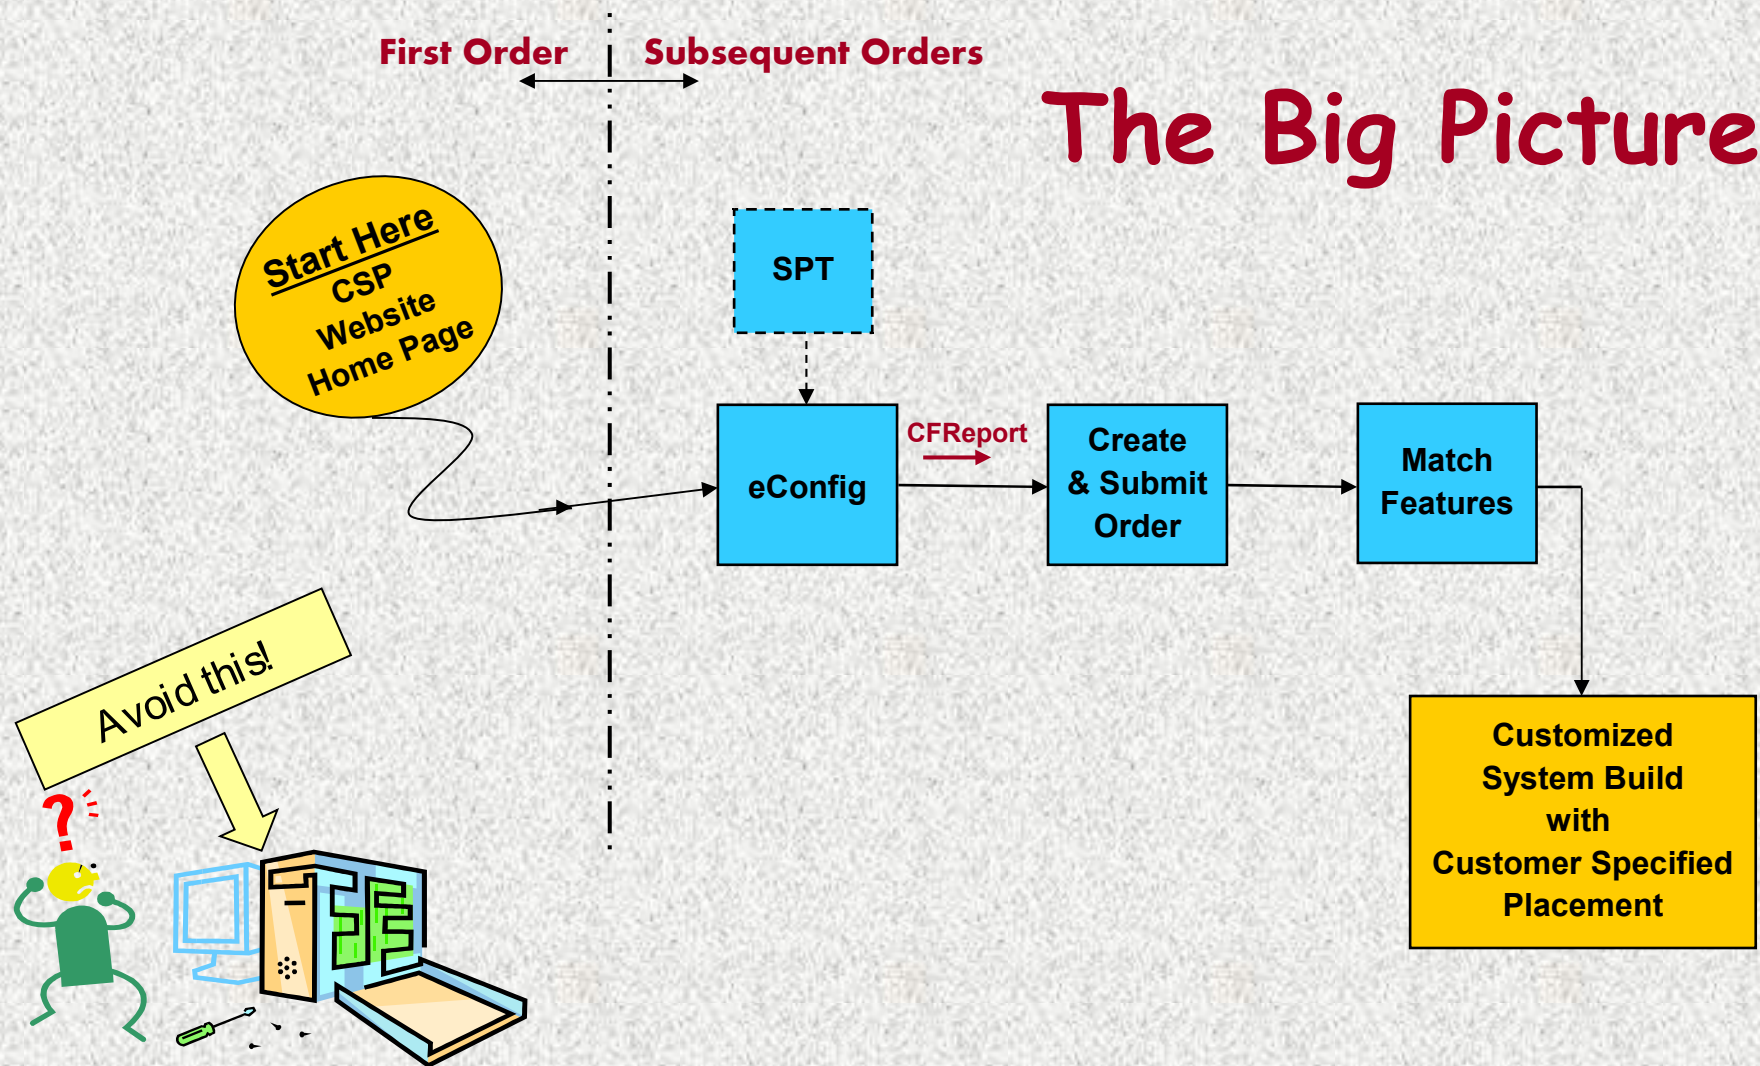 First Order
Subsequent Orders
The Big Picture
Start Here
CSP
Website
Home Page
SPT
eConfig
CFReport
Create
& Submit
Order
Match
Features
Avoid this!
?
Customized
System Build
with
Customer Specified
Placement